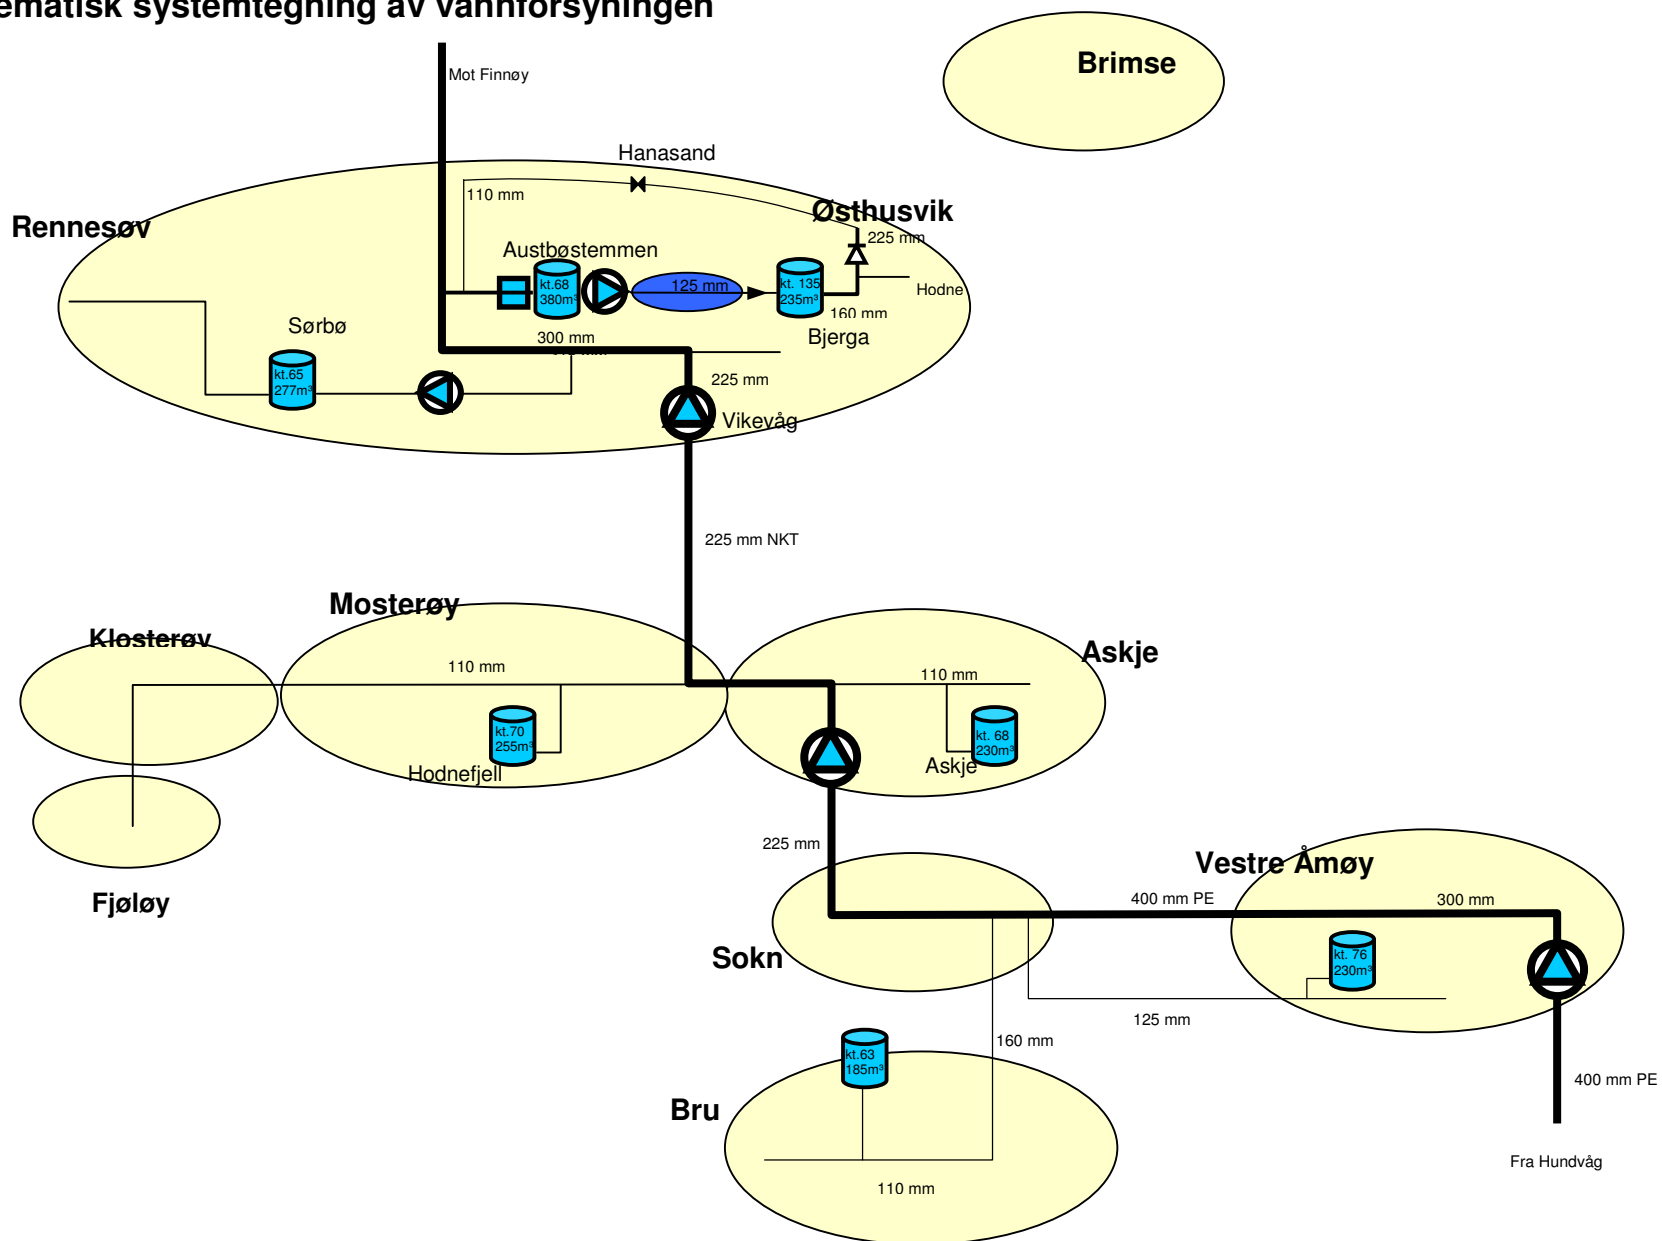 ematisk systemtegning av vannforsyningen
Mot Finnøy
Brimse
Hanasand
110 mm
Rennesøy
Østhusvik
225 mm
Austbøstemmen
kt.68
380m³
125 mm
kt. 135
235m³
Hodne
160 mm
Bjerga
Sørbø
300 mm
kt.65
277m³
225 mm
Vikevåg
225 mm NKT
Mosterøy
Klosterøy
Askje
110 mm
110 mm
kt.70
255m³
Hodnefjell
kt. 68
230m³
Askje
225 mm
Vestre Åmøy
Fjøløy
400 mm PE
300 mm
Sokn
kt. 76
230m³
125 mm
160 mm
kt.63
185m³
400 mm PE
Bru
Fra Hundvåg
110 mm